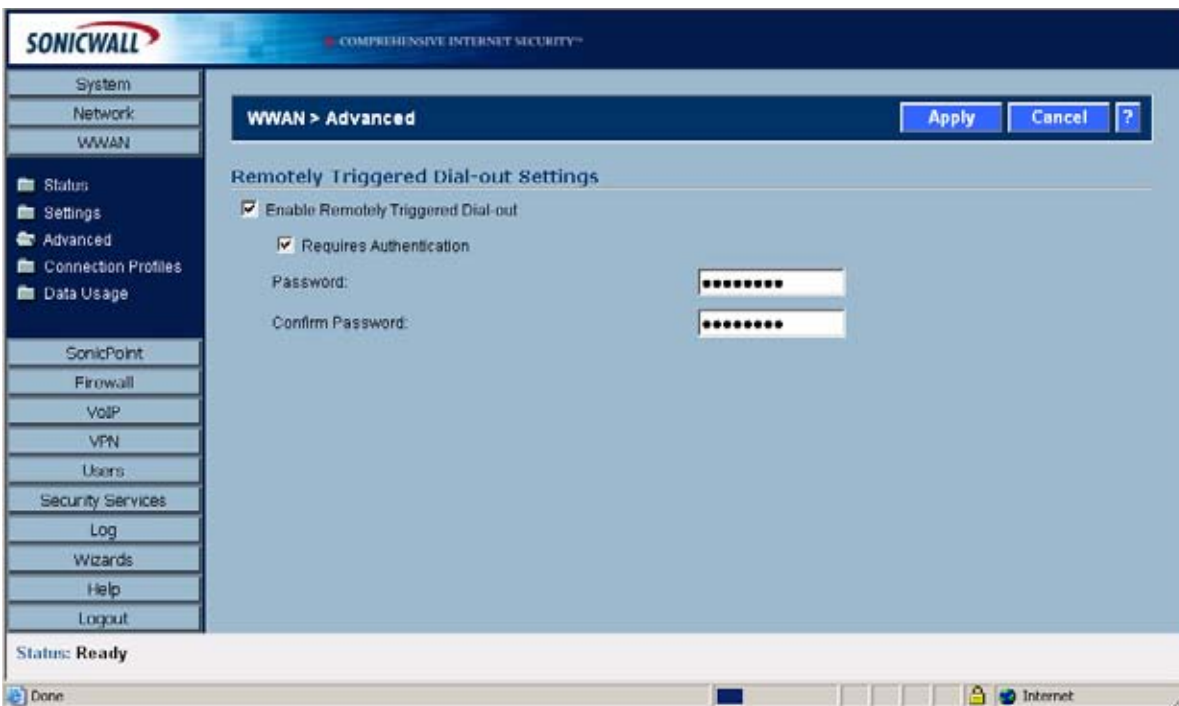 SONICWALL
COMPREHENSIVE INTERNET SECURITY™
System
Network
WWAN
Status
Settings
Advanced
Connection Profiles
Data Usage
SonicPoint
Firewall
VoIP
VPN
Users
Security Services
Log
Wizards
Help
Logout
WWAN > Advanced
Apply
Cancel
?
Remotely Triggered Dial-out Settings
Enable Remotely Triggered Dial-out
Requires Authentication
Password:
Confirm Password:
Status: Ready
Done
Internet